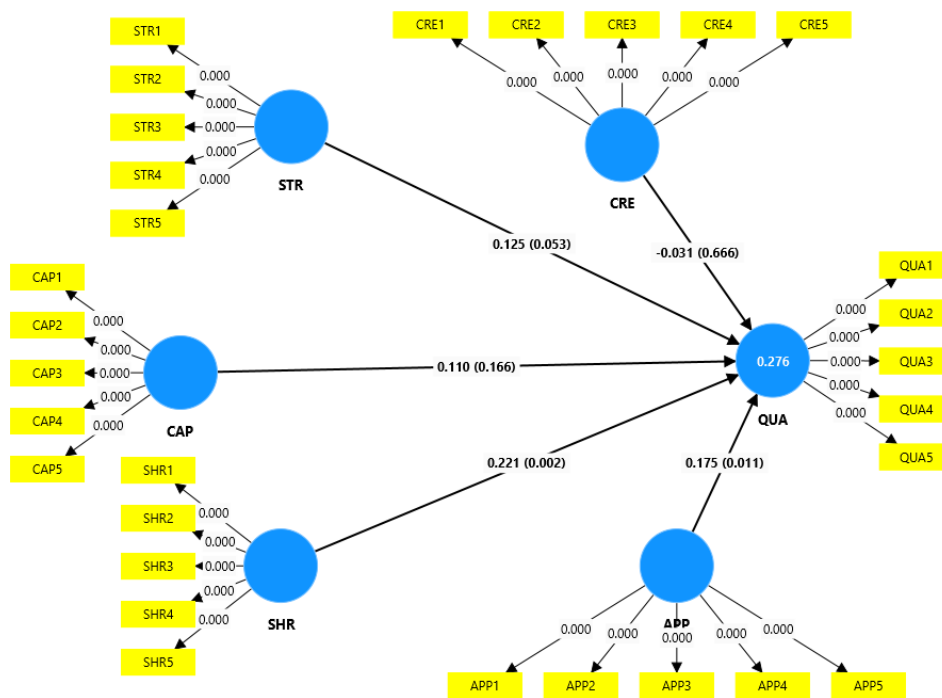 STR1
STR2
STR3
STR4
STR5
0.000
0.000
0.000
0.000
0.000
STR
CRE1
CRE2
CRE3
CRE4
CRE5
0.000
0.000
0.000
0.000
0.000
CRE
0.125 (0.053)
-0.031 (0.666)
CAP1
CAP2
CAP3
CAP4
CAP5
0.000
0.000
0.000
0.000
0.000
CAP
0.110 (0.166)
QUA1
QUA2
QUA3
QUA4
QUA5
0.000
0.000
0.000
0.000
0.000
0.276
QUA
SHR1
SHR2
SHR3
SHR4
SHR5
0.000
0.000
0.000
0.000
0.000
SHR
0.221 (0.002)
0.175 (0.011)
APP
0.000
0.000
0.000
0.000
0.000
APP1
APP2
APP3
APP4
APP5